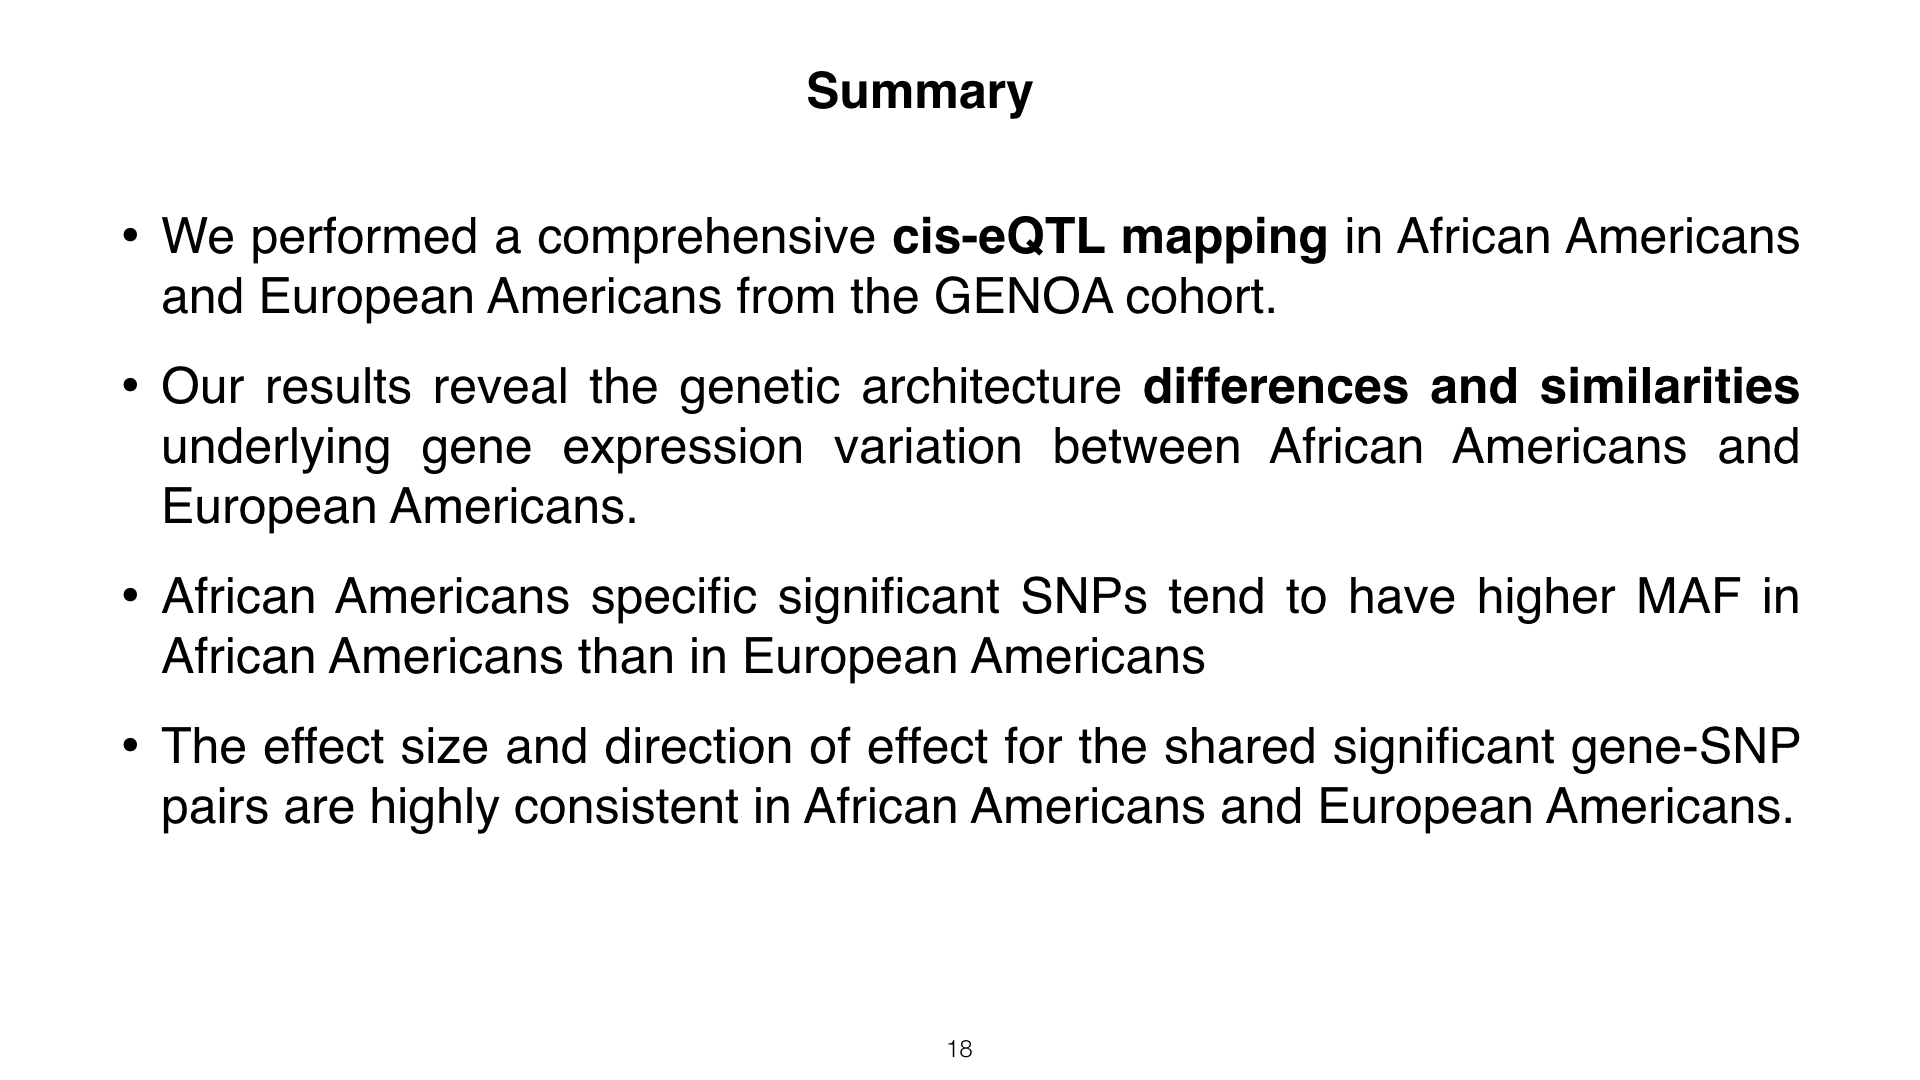 Summary
• We performed a comprehensive cis-eQTL mapping in African Americans
and European Americans from the GENOA cohort.
• Our results reveal the genetic architecture differences and similarities
underlying gene expression variation between African Americans and
European Americans.
• African Americans specific significant SNPs tend to have higher MAF in
African Americans than in European Americans
• The effect size and direction of effect for the shared significant gene-SNP
pairs are highly consistent in African Americans and European Americans.
18